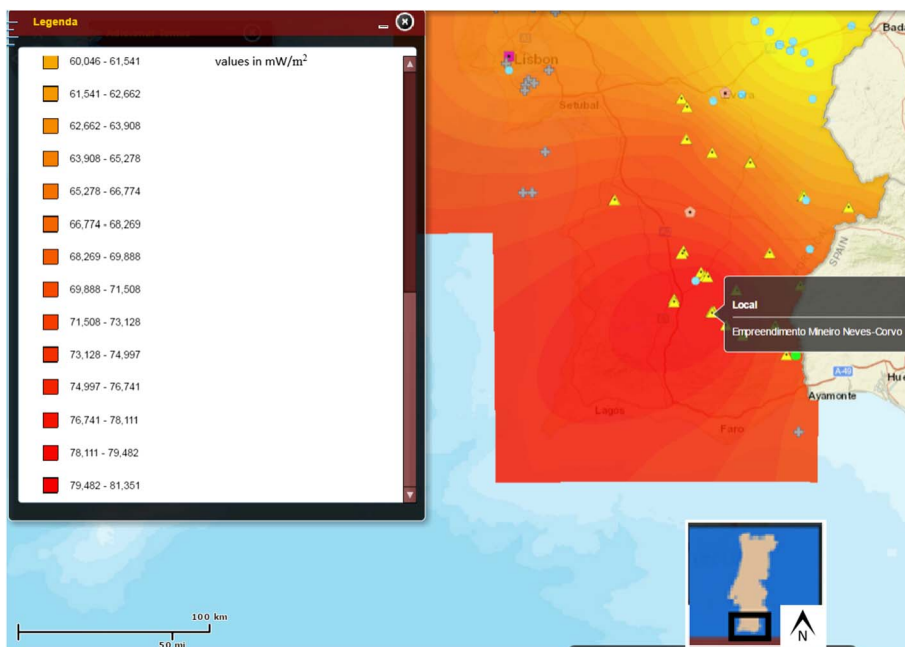 Legenda
values in mW/m²
60,046 - 61,541
61,541 - 62,662
62,662 - 63,908
63,908 - 65,278
65,278 - 66,774
66,774 - 68,269
68,269 - 69,888
69,888 - 71,508
71,508 - 73,128
73,128 - 74,997
74,997 - 76,741
76,741 - 78,111
78,111 - 79,482
79,482 - 81,351
Lisbon
Setubal
Evora
Bada
SPAIN
Local
Empreendimento Mineiro Neves-Corvo
A-49
Hu
Ayamonte
Lagos
Faro
100 km
50 mi
N